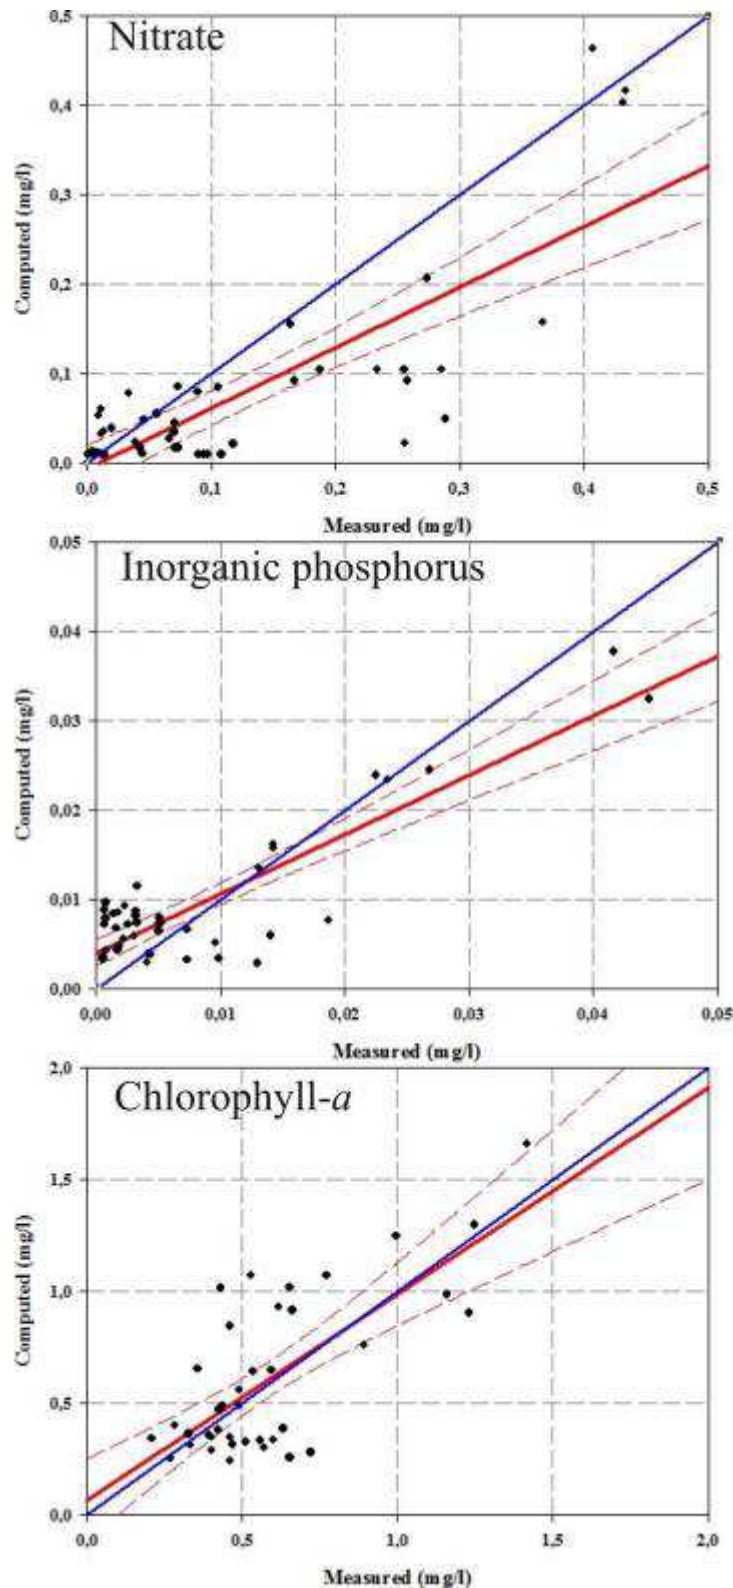 0,5
Nitrate
0,4
0,3
Computed (mg/l)
0,2
0,1
0,0
0,0 0,1 0,2 0,3 0,4 0,5
Measured (mg/l)
0,05
Inorganic phosphorus
0,04
0,03
Computed (mg/l)
0,02
0,01
0,00
0,00 0,01 0,02 0,03 0,04 0,05
Measured (mg/l)
2,0
Chlorophyll-a
1,5
Computed (mg/l)
1,0
0,5
0,0
0,0 0,5 1,0 1,5 2,0
Measured (mg/l)